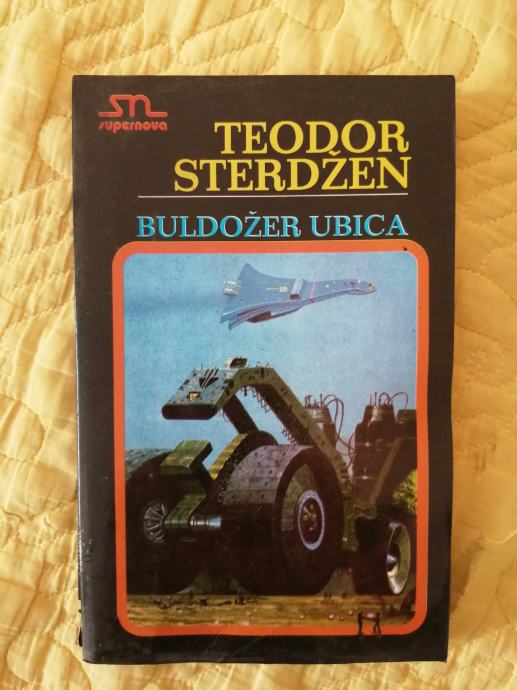 supernova
TEODOR
STERDŽEN
BULDOŽER UBICA